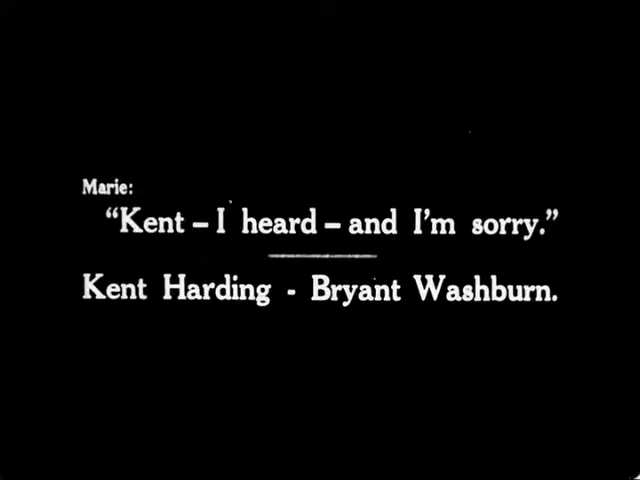 Marie:
"Kent – I heard – and I'm sorry."
Kent Harding - Bryant Washburn.